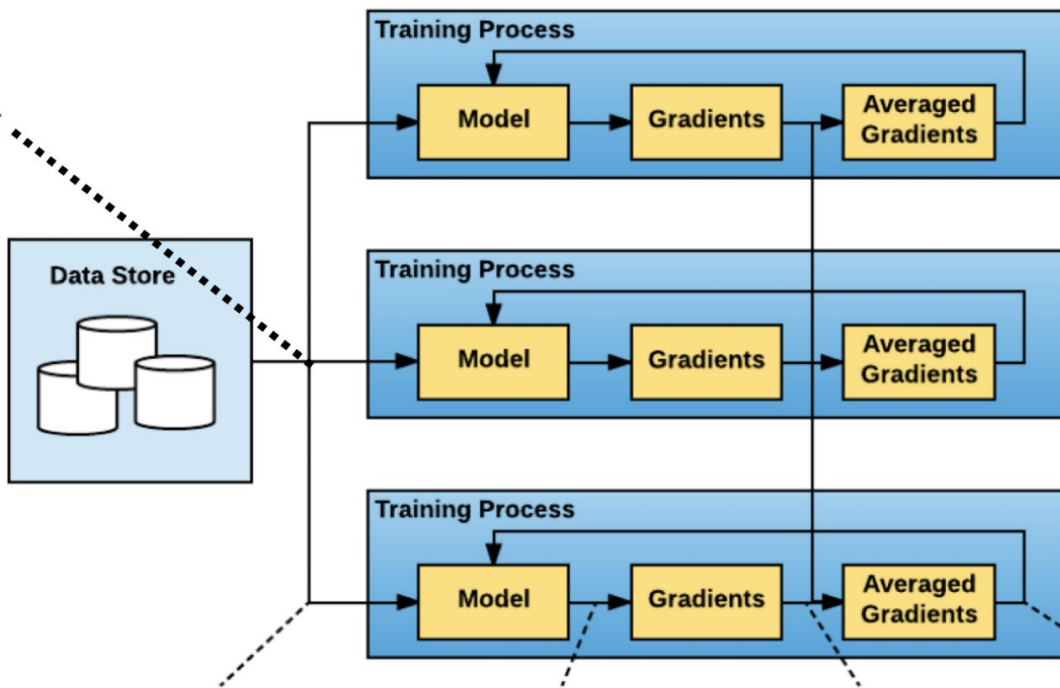 Training Process
Model
Gradients
Averaged
Gradients
Data Store
Training Process
Model
Gradients
Averaged
Gradients
Training Process
Model
Gradients
Averaged
Gradients